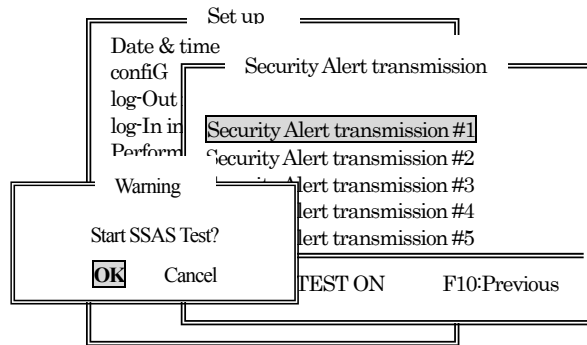 Set up
Date & time
confiG
log-Out
log-In in
Perform
Security Alert transmission
Security Alert transmission #1
Security Alert transmission #2
lert transmission #3
lert transmission #4
lert transmission #5
TEST ON F10:Previous
Warning
Start SSAS Test?
OK Cancel